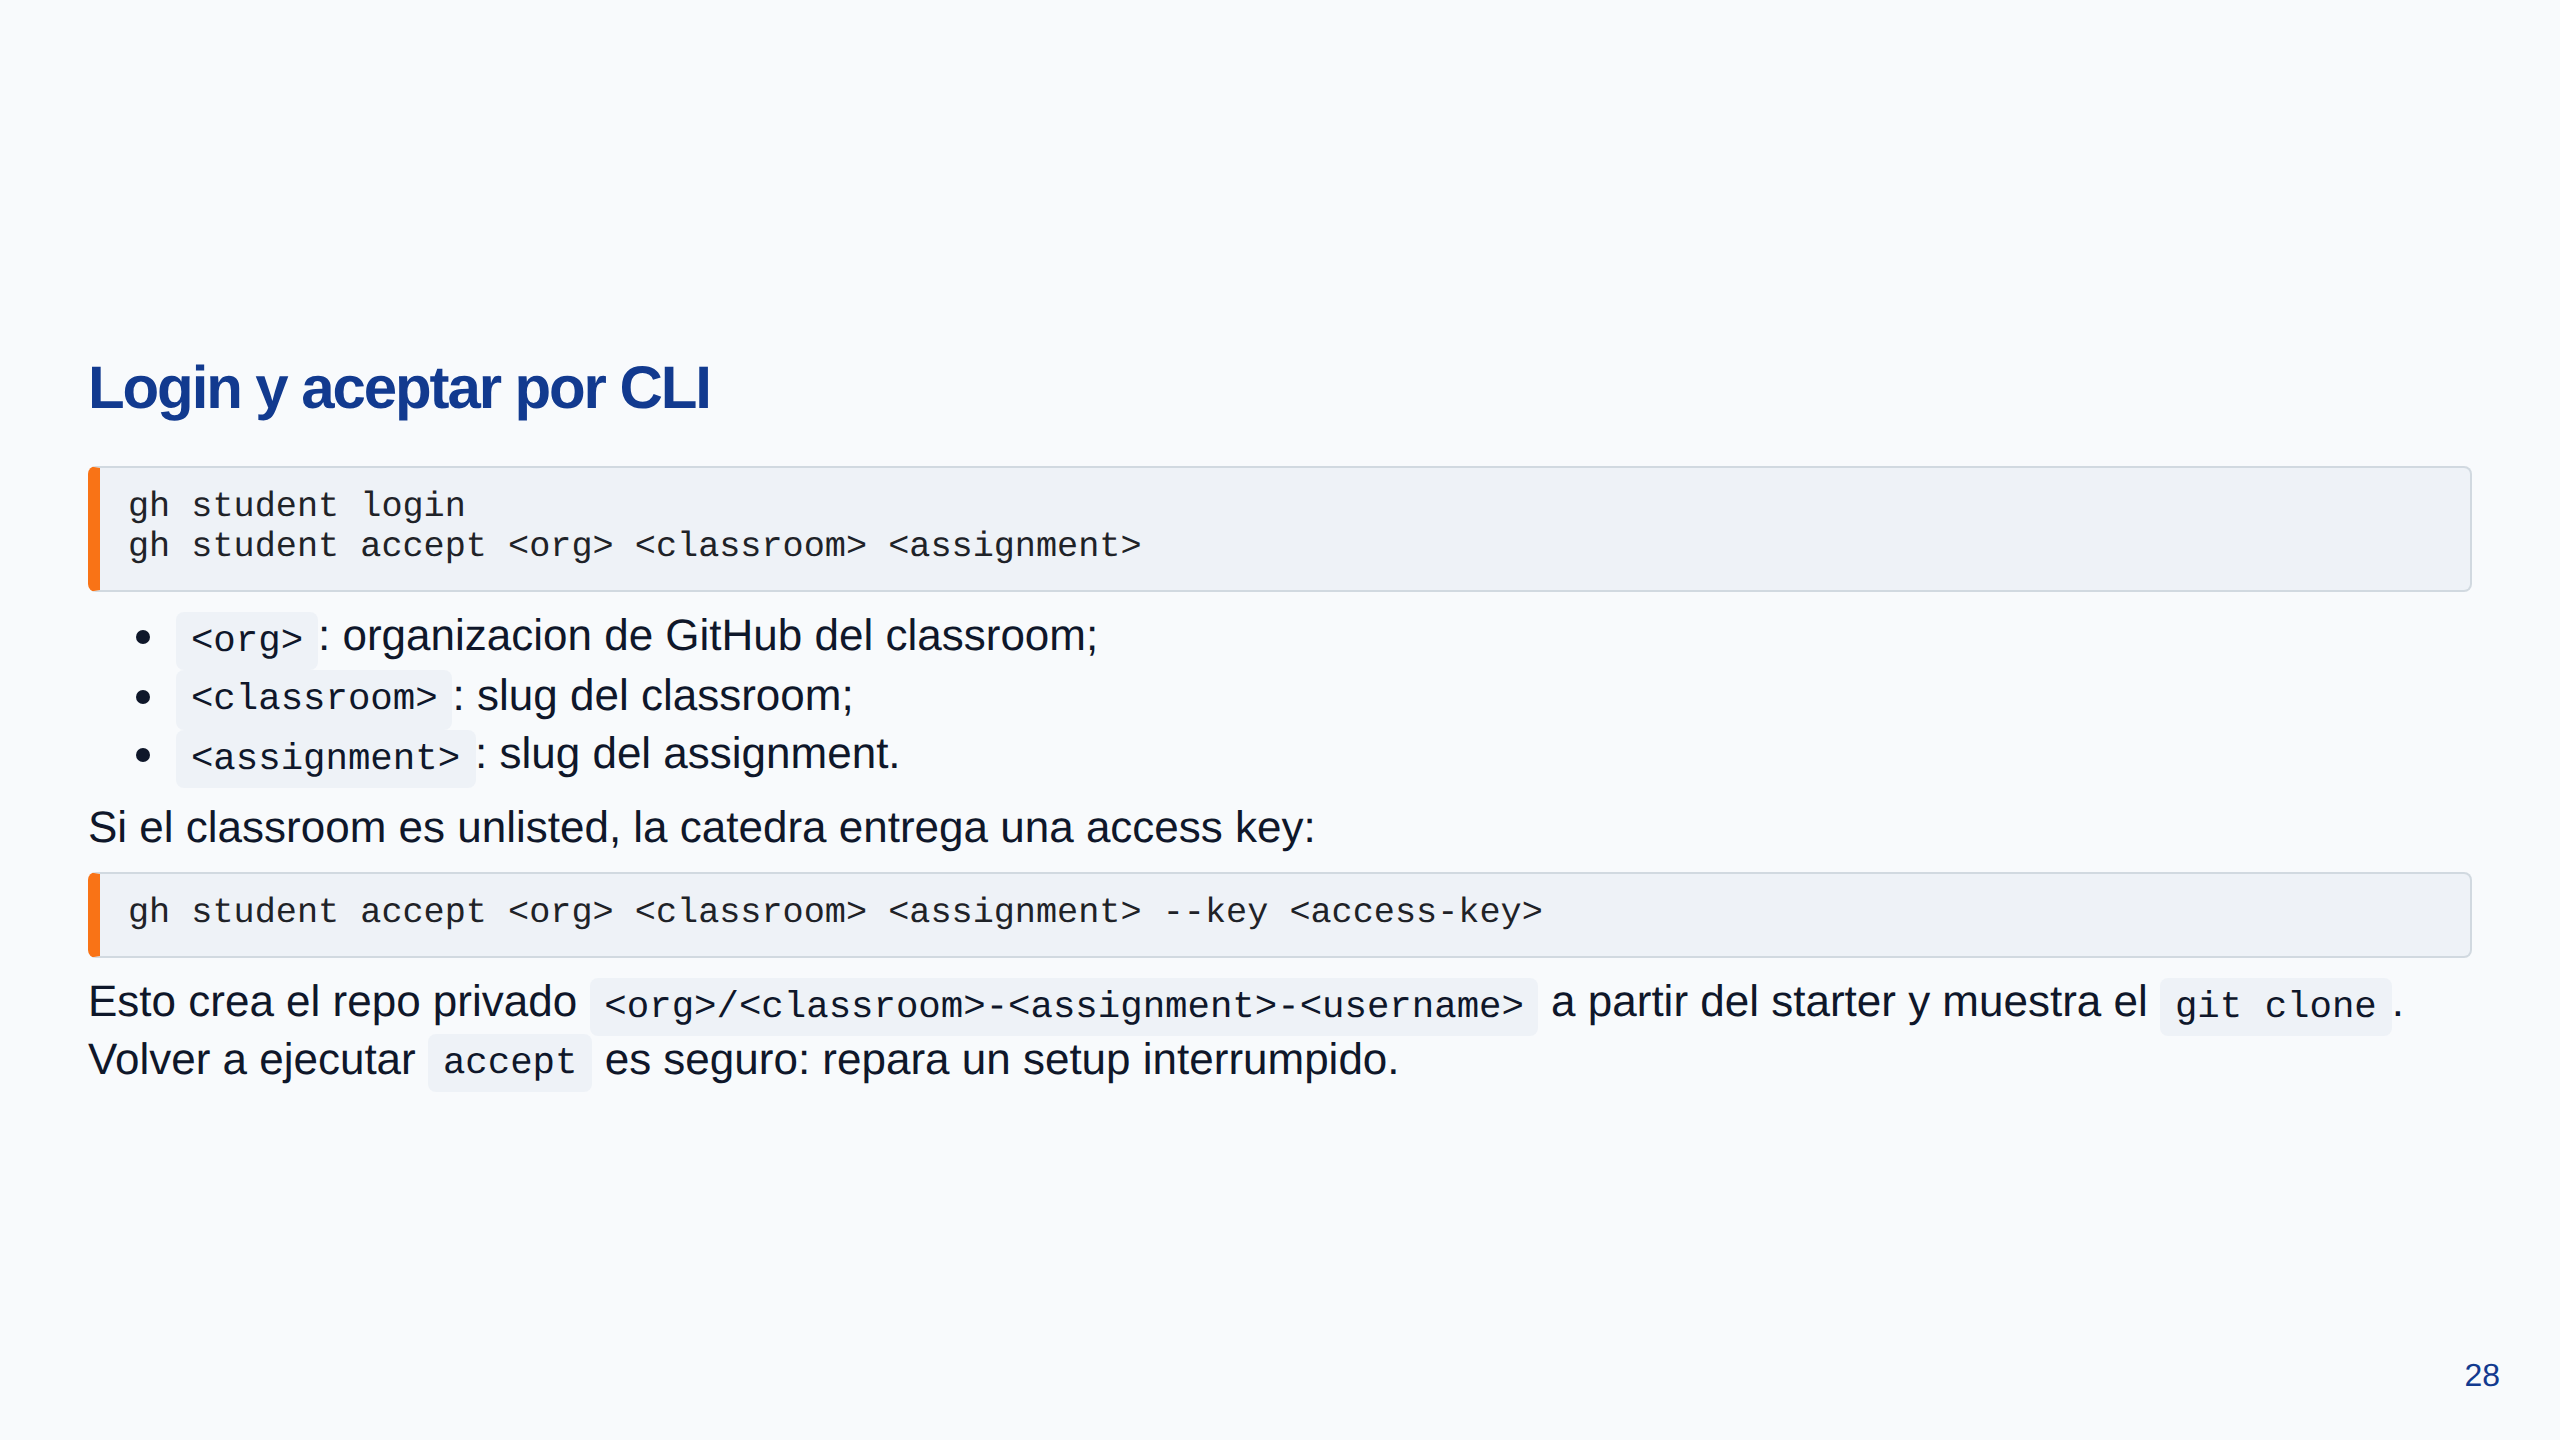 Login y aceptar por CLI
gh student login
gh student accept <org> <classroom> <assignment>
<org>: organizacion de GitHub del classroom;
<classroom>: slug del classroom;
<assignment>: slug del assignment.
Si el classroom es unlisted, la catedra entrega una access key:
gh student accept <org> <classroom> <assignment> --key <access-key>
Esto crea el repo privado <org>/<classroom>-<assignment>-<username> a partir del starter y muestra el git clone.
Volver a ejecutar accept es seguro: repara un setup interrumpido.
28